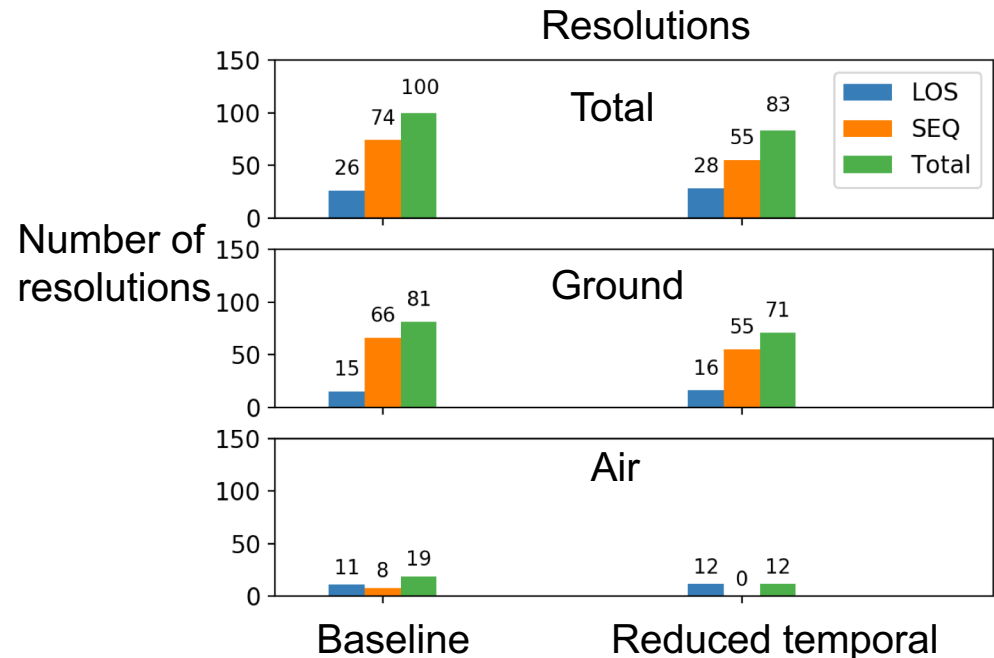 Resolutions
150
100
50
0
Total
26
74
100
28
55
83
LOS
SEQ
Total
Number of
resolutions
150
100
50
0
Ground
15
66
81
16
55
71
150
100
50
0
Air
11
8
19
12
0
12
Baseline
Reduced temporal